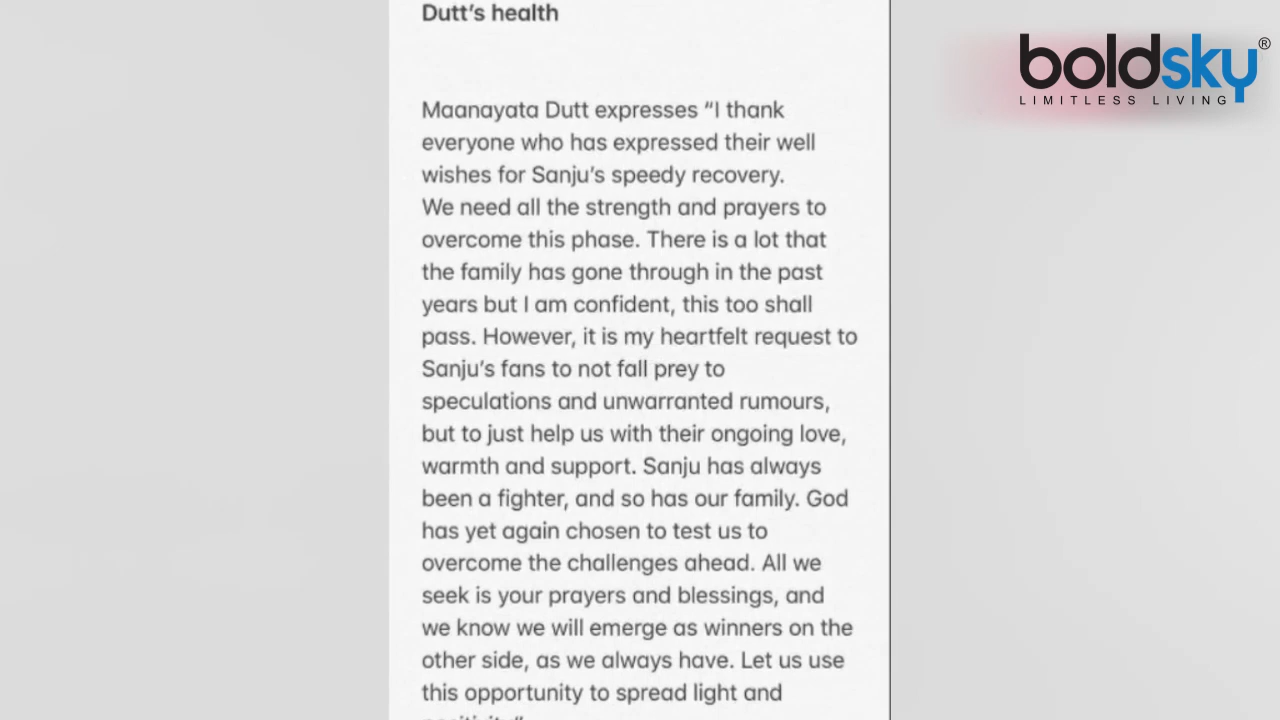 Dutt's health
boldsky®
LIMITLESS LIVING
Maanayata Dutt expresses “I thank
everyone who has expressed their well
wishes for Sanju’s speedy recovery.
We need all the strength and prayers to
overcome this phase. There is a lot that
the family has gone through in the past
years but I am confident, this too shall
pass. However, it is my heartfelt request to
Sanju’s fans to not fall prey to
speculations and unwarranted rumours,
but to just help us with their ongoing love,
warmth and support. Sanju has always
been a fighter, and so has our family. God
has yet again chosen to test us to
overcome the challenges ahead. All we
seek is your prayers and blessings, and
we know we will emerge as winners on the
other side, as we always have. Let us use
this opportunity to spread light and